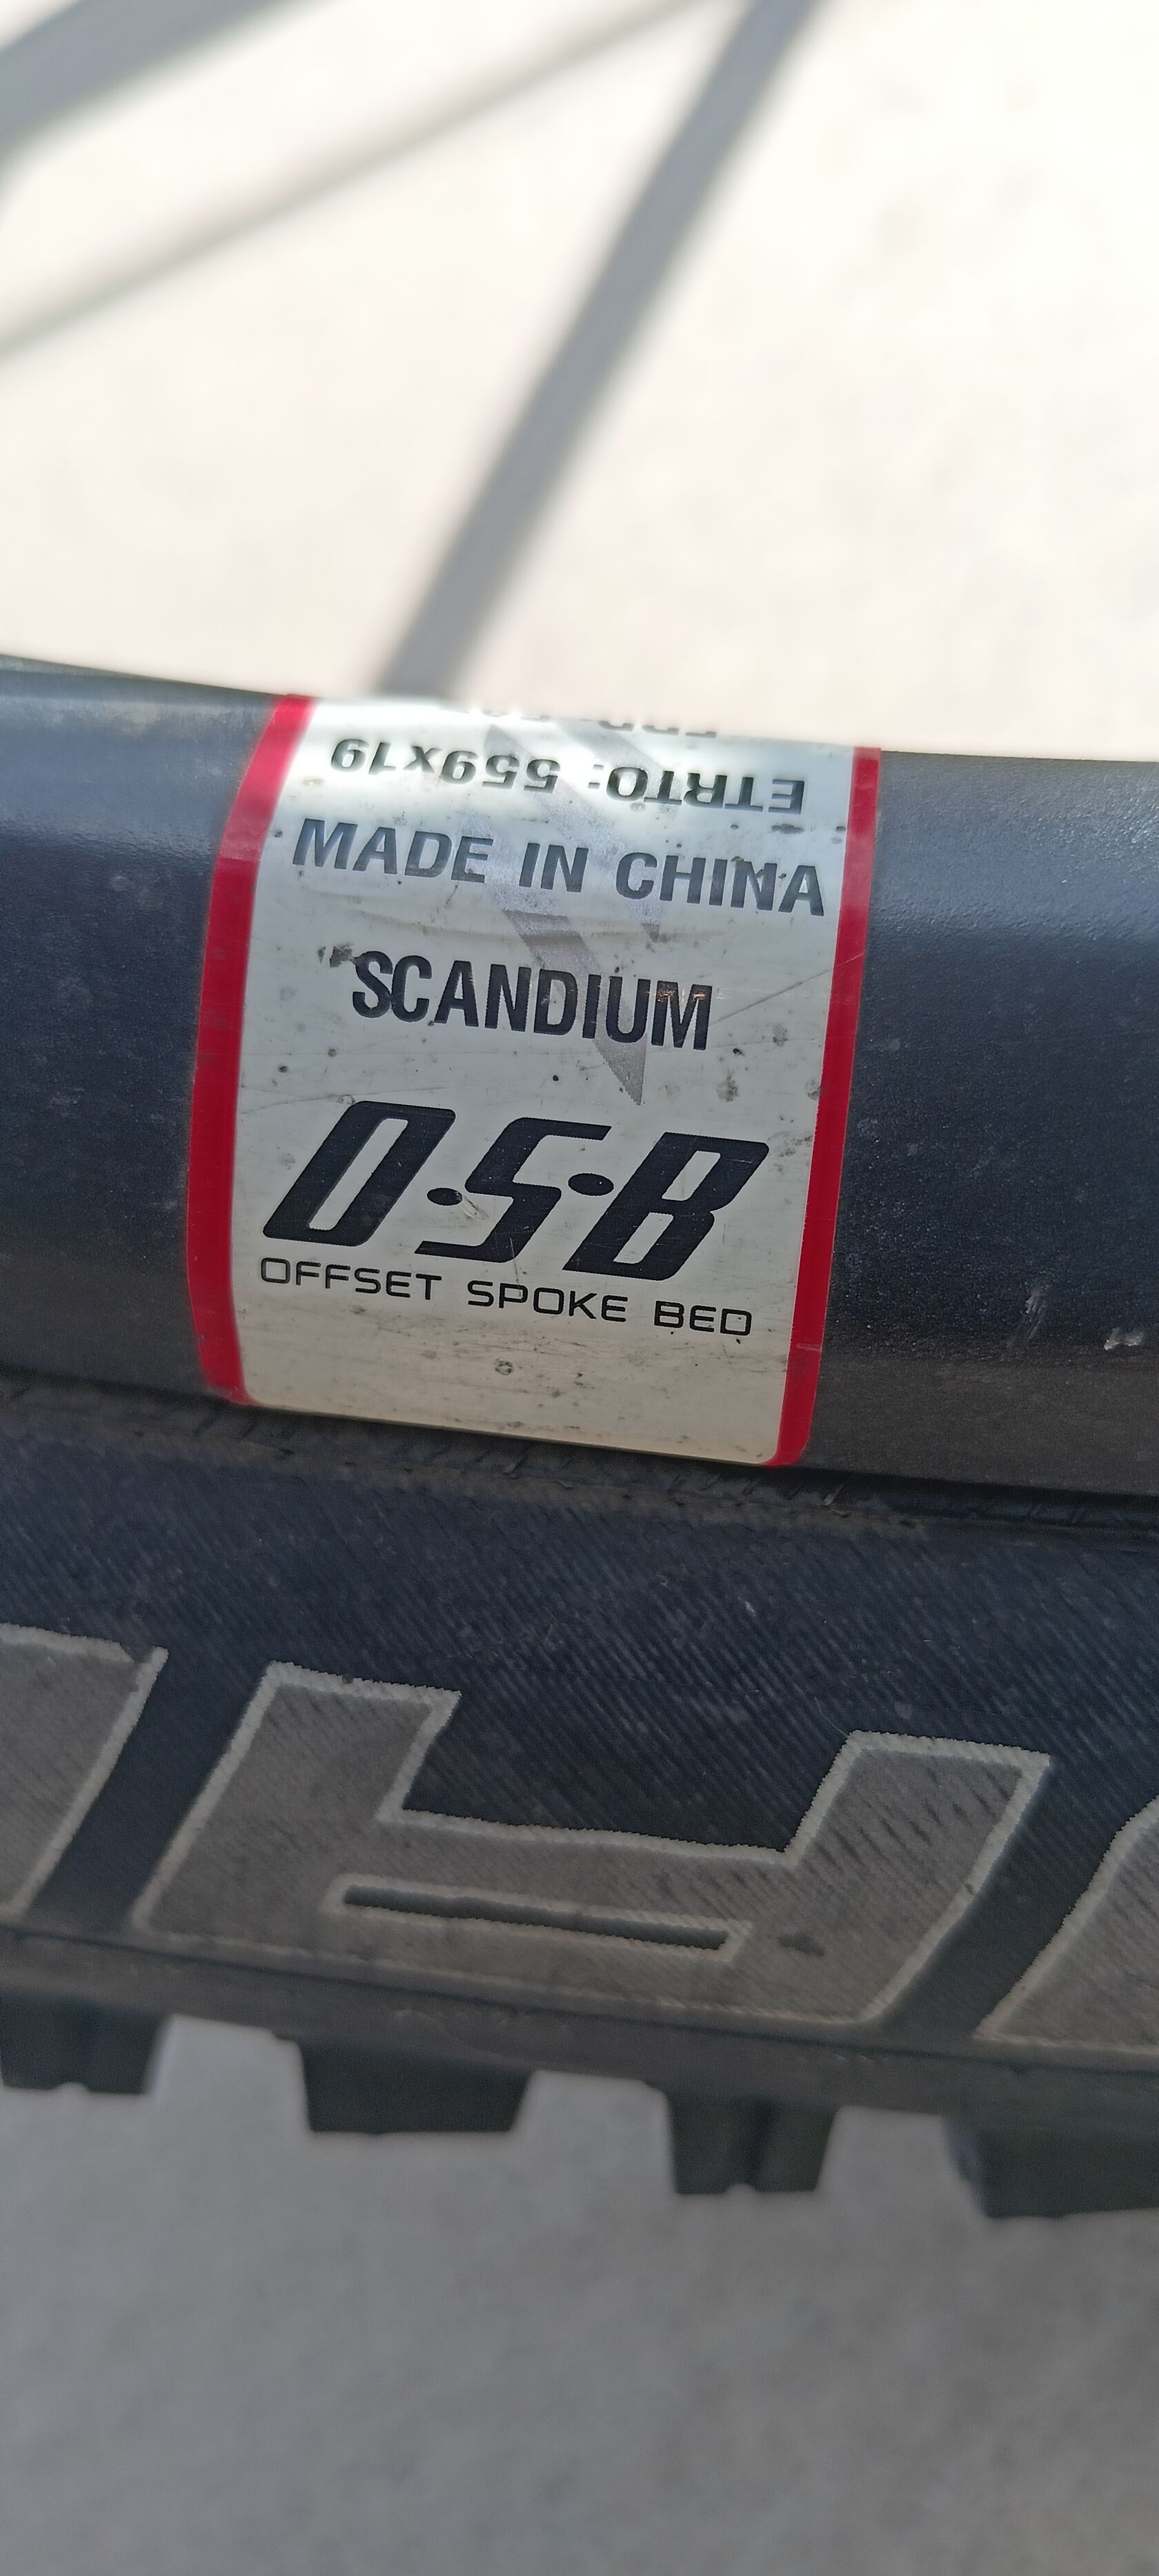 ETRTO: 559x19
MADE IN CHINA
SCANDIUM
O·S·B
OFFSET SPOKE BED